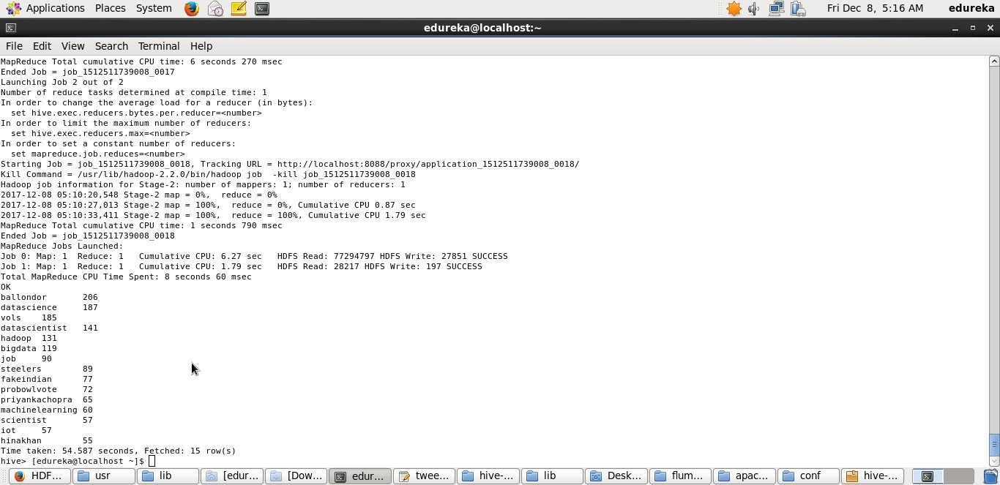 Applications Places System Fri Dec 8, 5:16 AM edureka
edureka@localhost:~
File Edit View Search Terminal Help
MapReduce Total cumulative CPU time: 6 seconds 270 msec
Ended Job = job_1512511739008_0017
Launching Job 2 out of 2
Number of reduce tasks determined at compile time: 1
In order to change the average load for a reducer (in bytes):
  set hive.exec.reducers.bytes.per.reducer=<number>
In order to limit the maximum number of reducers:
  set hive.exec.reducers.max=<number>
In order to set a constant number of reducers:
  set mapreduce.job.reduces=<number>
Starting Job = job_1512511739008_0018, Tracking URL = http://localhost:8088/proxy/application_1512511739008_0018/
Kill Command = /usr/lib/hadoop-2.2.0/bin/hadoop job  -kill job_1512511739008_0018
Hadoop job information for Stage-2: number of mappers: 1; number of reducers: 1
2017-12-08 05:10:20,548 Stage-2 map = 0%,  reduce = 0%
2017-12-08 05:10:27,013 Stage-2 map = 100%,  reduce = 0%, Cumulative CPU 0.87 sec
2017-12-08 05:10:33,411 Stage-2 map = 100%,  reduce = 100%, Cumulative CPU 1.79 sec
MapReduce Total cumulative CPU time: 1 seconds 790 msec
Ended Job = job_1512511739008_0018
MapReduce Jobs Launched:
Job 0: Map: 1  Reduce: 1   Cumulative CPU: 6.27 sec   HDFS Read: 77294797 HDFS Write: 27851 SUCCESS
Job 1: Map: 1  Reduce: 1   Cumulative CPU: 1.79 sec   HDFS Read: 28217 HDFS Write: 197 SUCCESS
Total MapReduce CPU Time Spent: 8 seconds 60 msec
OK
ballondor 206
datascience 187
vols 185
datascientist 141
hadoop 131
bigdata 119
job 90
steelers 89
fakeindian 77
probowlvote 72
priyankachopra 65
machinelearning 60
scientist 57
iot 57
hinakhan 55
Time taken: 54.587 seconds, Fetched: 15 row(s)
hive> [edureka@localhost ~]$
HDF... usr lib [edur... [Dow... edur... twee... hive-... lib Desk... flum... apac... conf hive-...